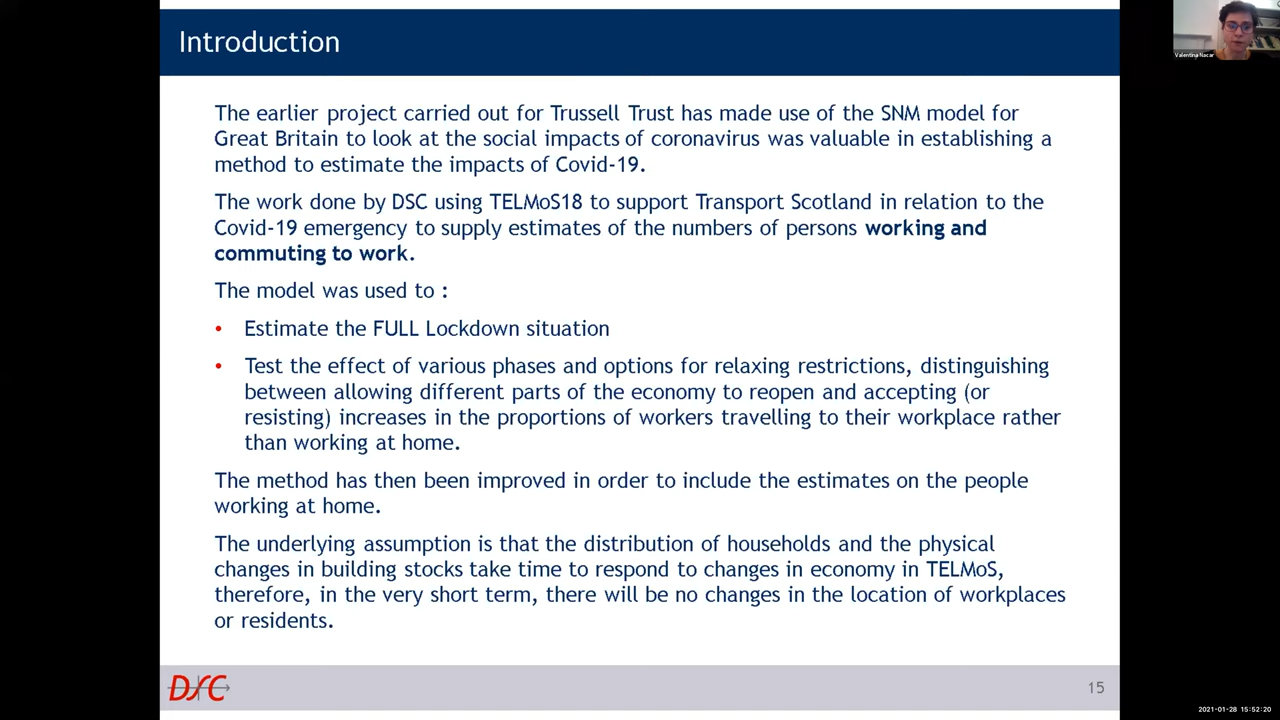 Introduction
Valentina Nacar
The earlier project carried out for Trussell Trust has made use of the SNM model for
Great Britain to look at the social impacts of coronavirus was valuable in establishing a
method to estimate the impacts of Covid-19.
The work done by DSC using TELMoS18 to support Transport Scotland in relation to the
Covid-19 emergency to supply estimates of the numbers of persons working and
commuting to work.
The model was used to :
• Estimate the FULL Lockdown situation
• Test the effect of various phases and options for relaxing restrictions, distinguishing
between allowing different parts of the economy to reopen and accepting (or
resisting) increases in the proportions of workers travelling to their workplace rather
than working at home.
The method has then been improved in order to include the estimates on the people
working at home.
The underlying assumption is that the distribution of households and the physical
changes in building stocks take time to respond to changes in economy in TELMoS,
therefore, in the very short term, there will be no changes in the location of workplaces
or residents.
DSC
15
2021-01-28 15:52:20